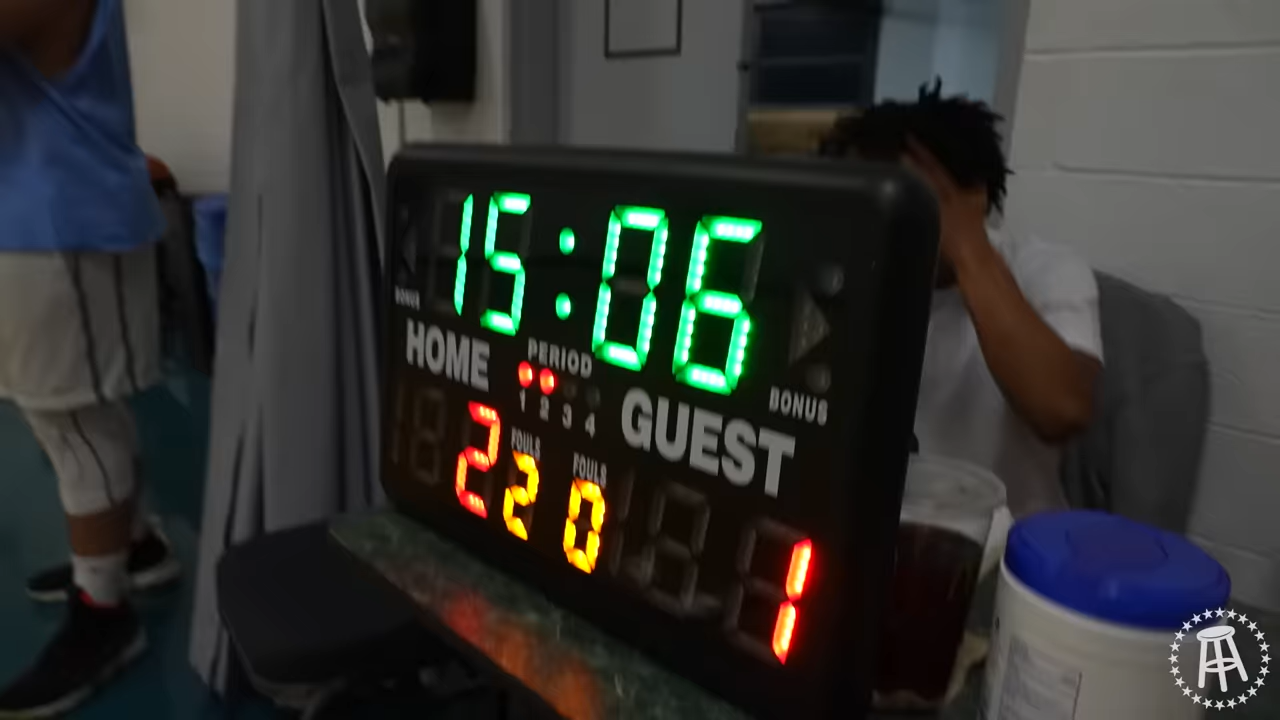 15:06
BONUS
HOME
PERIOD
1 2 3 4
GUEST
BONUS
2
FOULS
2
FOULS
0
1